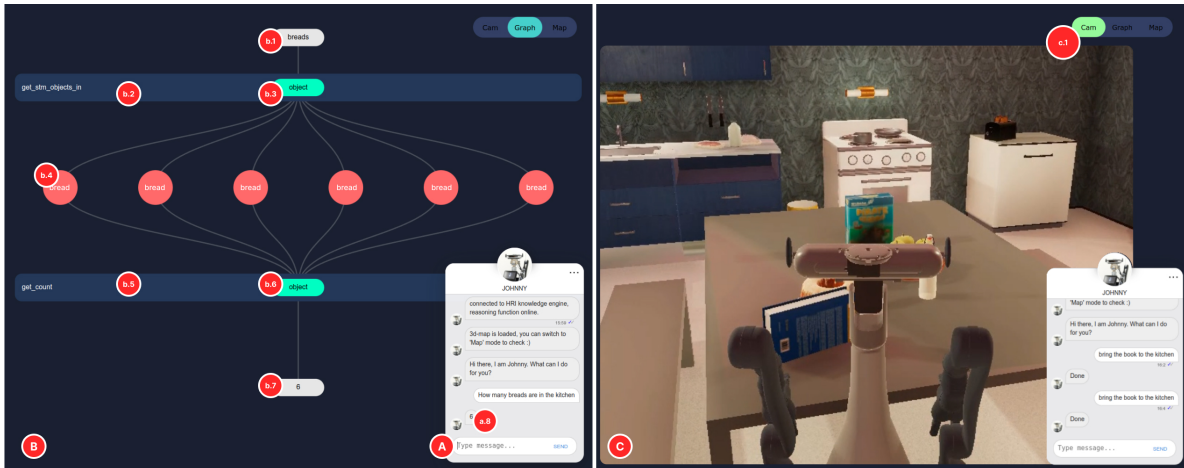 Cam Graph Map
b.1 breads
get_stm_objects_in b.2 b.3 object
b.4 bread bread bread bread bread bread
get_count b.5 b.6 object
b.7 6
JOHNNY
connected to HRI knowledge engine,
reasoning function online.
15:58
3d-map is loaded, you can switch to
'Map' mode to check :)
Hi there, I am Johnny. What can I do
for you?
How many breads are in the kitchen
6 a.8
Type message... SEND
A
B
c.1 Cam Graph Map
JOHNNY
'Map' mode to check :)
Hi there, I am Johnny. What can I do
for you?
bring the book to the kitchen
Done
bring the book to the kitchen
Done
Type message... SEND
C